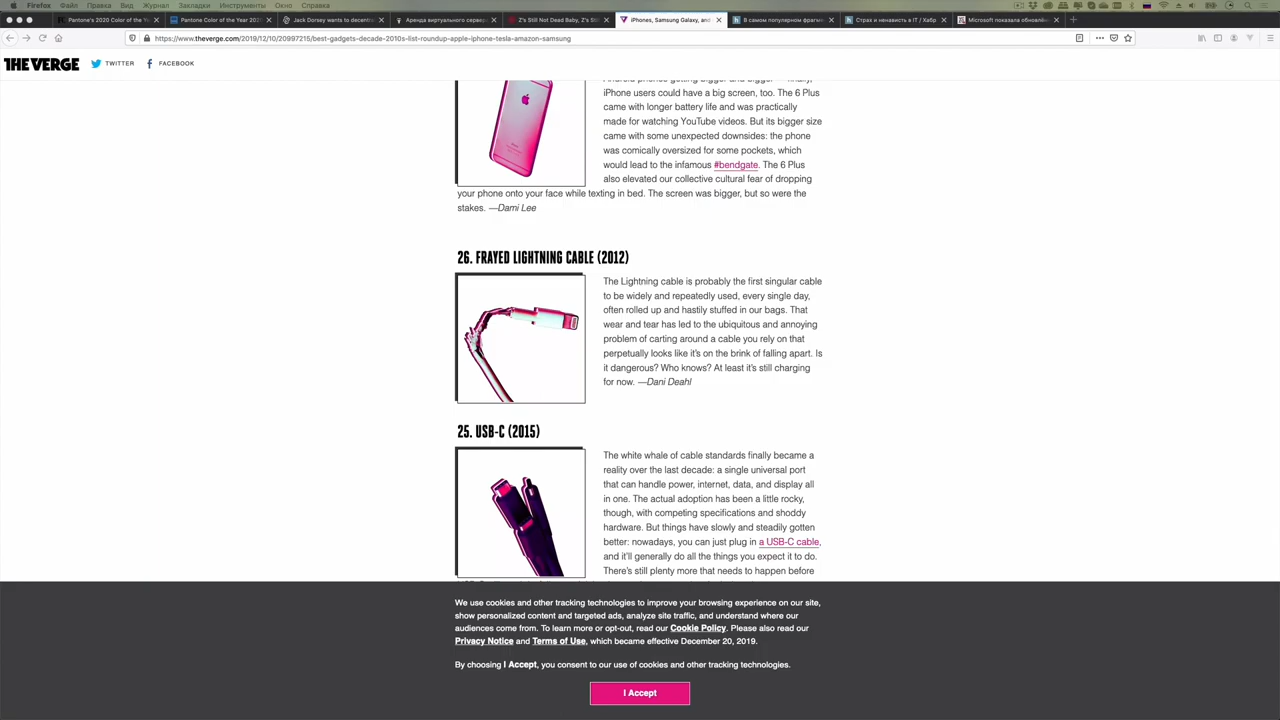 Firefox Файл Правка Вид Журнал Закладки Инструменты Окно Справка
Pantone's 2020 Color of the Ye
Pantone Color of the Year 2020
Jack Dorsey wants to decentr
Аренда виртуального серве
Z's Still Not Dead Baby, Z'S Sti
iPhones, Samsung Galaxy, and
В самом популярном фрагме
Страх и ненависть в IT / Хабр
Microsoft показала обновлён
https://www.theverge.com/2019/12/10/20997215/best-gadgets-decade-2010s-list-roundup-apple-iphone-tesla-amazon-samsung
THE VERGE TWITTER FACEBOOK
Android phones getting bigger and bigger — finally,
iPhone users could have a big screen, too. The 6 Plus
came with longer battery life and was practically
made for watching YouTube videos. But its bigger size
came with some unexpected downsides: the phone
was comically oversized for some pockets, which
would lead to the infamous #bendgate. The 6 Plus
also elevated our collective cultural fear of dropping
your phone onto your face while texting in bed. The screen was bigger, but so were the
stakes. —Dami Lee
26. FRAYED LIGHTNING CABLE (2012)
The Lightning cable is probably the first singular cable
to be widely and repeatedly used, every single day,
often rolled up and hastily stuffed in our bags. That
wear and tear has led to the ubiquitous and annoying
problem of carting around a cable you rely on that
perpetually looks like it's on the brink of falling apart. Is
it dangerous? Who knows? At least it's still charging
for now. —Dani Deahl
25. USB-C (2015)
The white whale of cable standards finally became a
reality over the last decade: a single universal port
that can handle power, internet, data, and display all
in one. The actual adoption has been a little rocky,
though, with competing specifications and shoddy
hardware. But things have slowly and steadily gotten
better: nowadays, you can just plug in a USB-C cable,
and it'll generally do all the things you expect it to do.
There's still plenty more that needs to happen before
We use cookies and other tracking technologies to improve your browsing experience on our site,
show personalized content and targeted ads, analyze site traffic, and understand where our
audiences come from. To learn more or opt-out, read our Cookie Policy. Please also read our
Privacy Notice and Terms of Use, which became effective December 20, 2019.
By choosing I Accept, you consent to our use of cookies and other tracking technologies.
I Accept